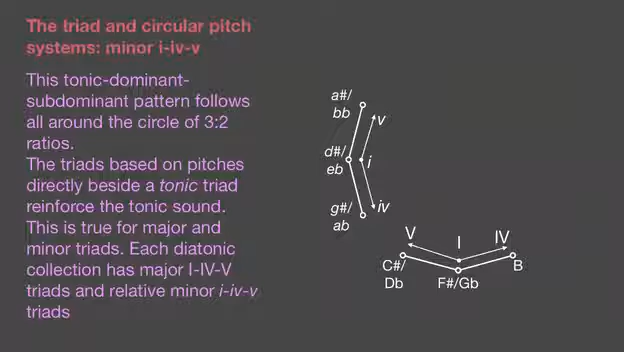 The triad and circular pitch
systems: minor i-iv-v
This tonic-dominant-
subdominant pattern follows
all around the circle of 3:2
ratios.
The triads based on pitches
directly beside a tonic triad
reinforce the tonic sound.
This is true for major and
minor triads. Each diatonic
collection has major I-IV-V
triads and relative minor i-iv-v
triads
a#/
bb
v
d#/
eb
i
g#/
ab
iv
V
I
IV
C#/
Db
F#/Gb
B